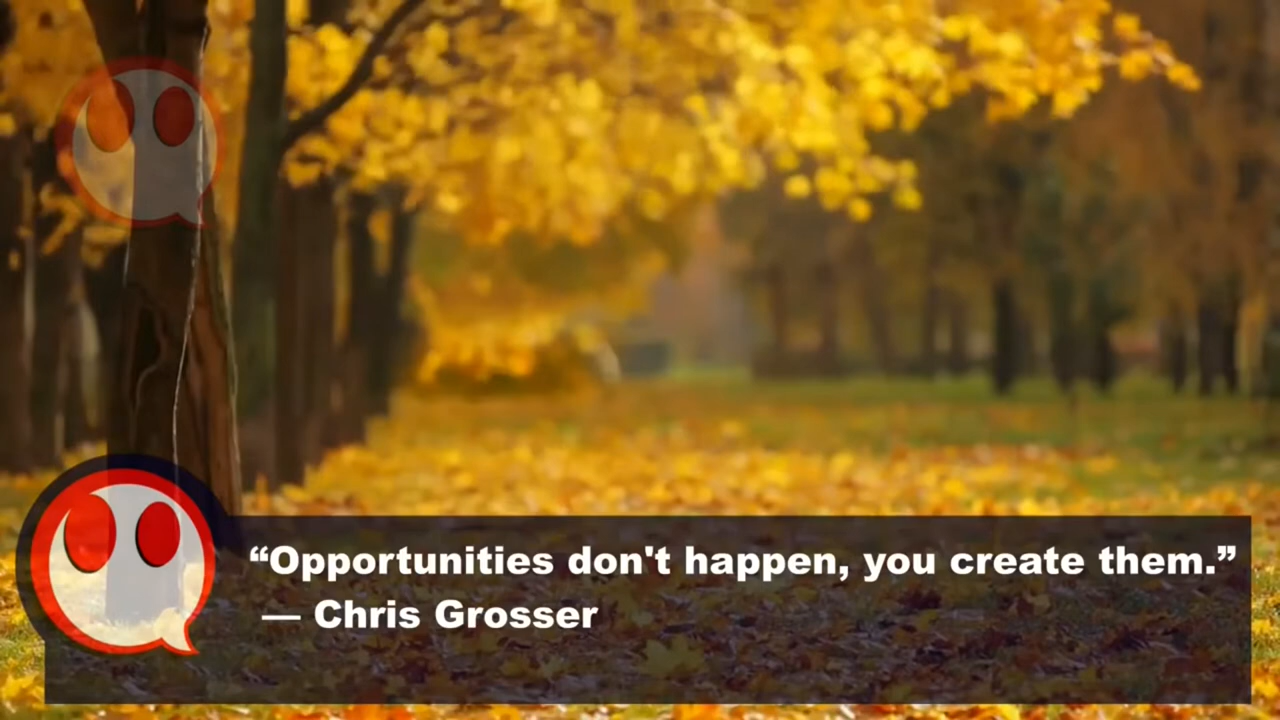 “Opportunities don't happen, you create them.”
— Chris Grosser